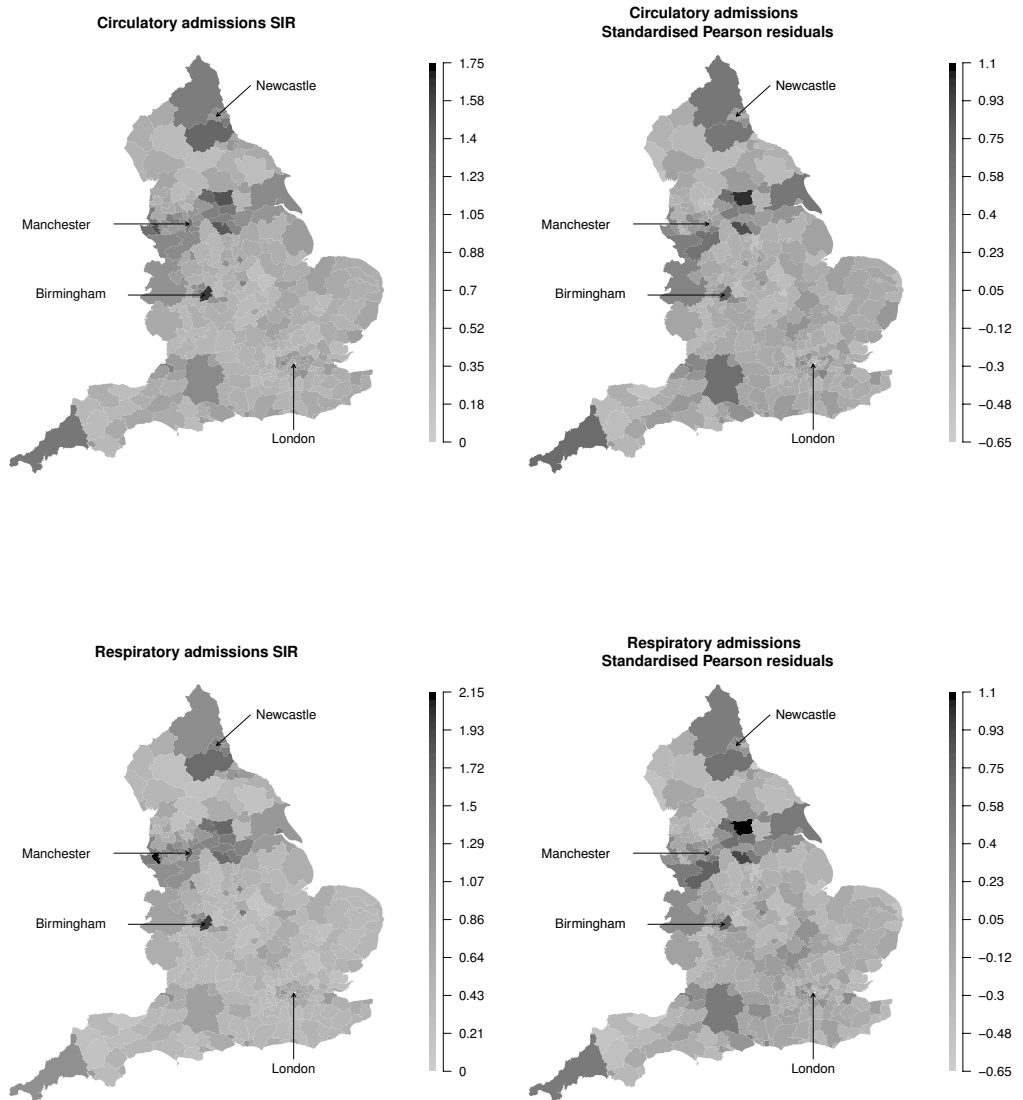 Circulatory admissions SIR
Newcastle
Manchester
Birmingham
London
1.75
1.58
1.4
1.23
1.05
0.88
0.7
0.52
0.35
0.18
0
Circulatory admissions
Standardised Pearson residuals
Newcastle
Manchester
Birmingham
London
1.1
0.93
0.75
0.58
0.4
0.23
0.05
−0.12
−0.3
−0.48
−0.65
Respiratory admissions SIR
Newcastle
Manchester
Birmingham
London
2.15
1.93
1.72
1.5
1.29
1.07
0.86
0.64
0.43
0.21
0
Respiratory admissions
Standardised Pearson residuals
Newcastle
Manchester
Birmingham
London
1.1
0.93
0.75
0.58
0.4
0.23
0.05
−0.12
−0.3
−0.48
−0.65